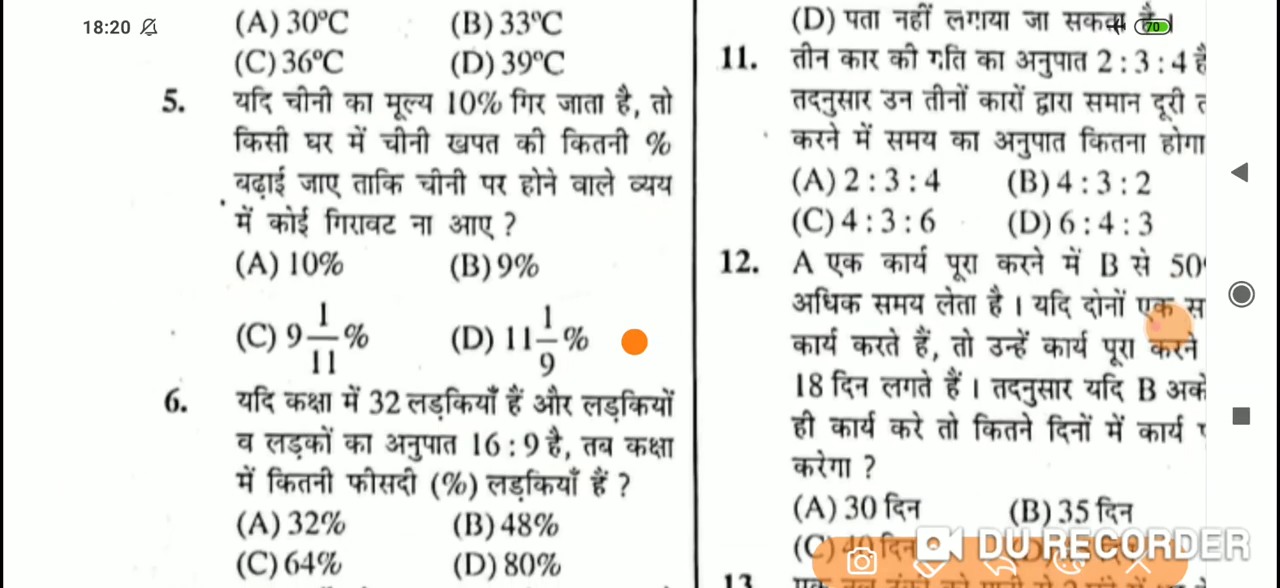 18:20
(A) 30°C (B) 33°C
(C) 36°C (D) 39°C
5. यदि चीनी का मूल्य 10% गिर जाता है, तो
किसी घर में चीनी खपत की कितनी %
बढ़ाई जाए ताकि चीनी पर होने वाले व्यय
में कोई गिरावट ना आए ?
(A) 10% (B) 9%
(C) 9 1/11 % (D) 11 1/9 %
6. यदि कक्षा में 32 लड़कियाँ हैं और लड़कियों
व लड़कों का अनुपात 16 : 9 है, तब कक्षा
में कितनी फीसदी (%) लड़कियाँ हैं ?
(A) 32% (B) 48%
(C) 64% (D) 80%
(D) पता नहीं लगाया जा सकता है।
70
11. तीन कार की गति का अनुपात 2 : 3 : 4 है
तदनुसार उन तीनों कारों द्वारा समान दूरी
करने में समय का अनुपात कितना होगा
(A) 2 : 3 : 4 (B) 4 : 3 : 2
(C) 4 : 3 : 6 (D) 6 : 4 : 3
12. A एक कार्य पूरा करने में B से 50
अधिक समय लेता है । यदि दोनों एक
कार्य करते हैं, तो उन्हें कार्य पूरा करने
18 दिन लगते हैं । तदनुसार यदि B
ही कार्य करे तो कितने दिनों में कार्य
करेगा ?
(A) 30 दिन (B) 35 दिन
(C) 40 दिन
DU RECORDER
13